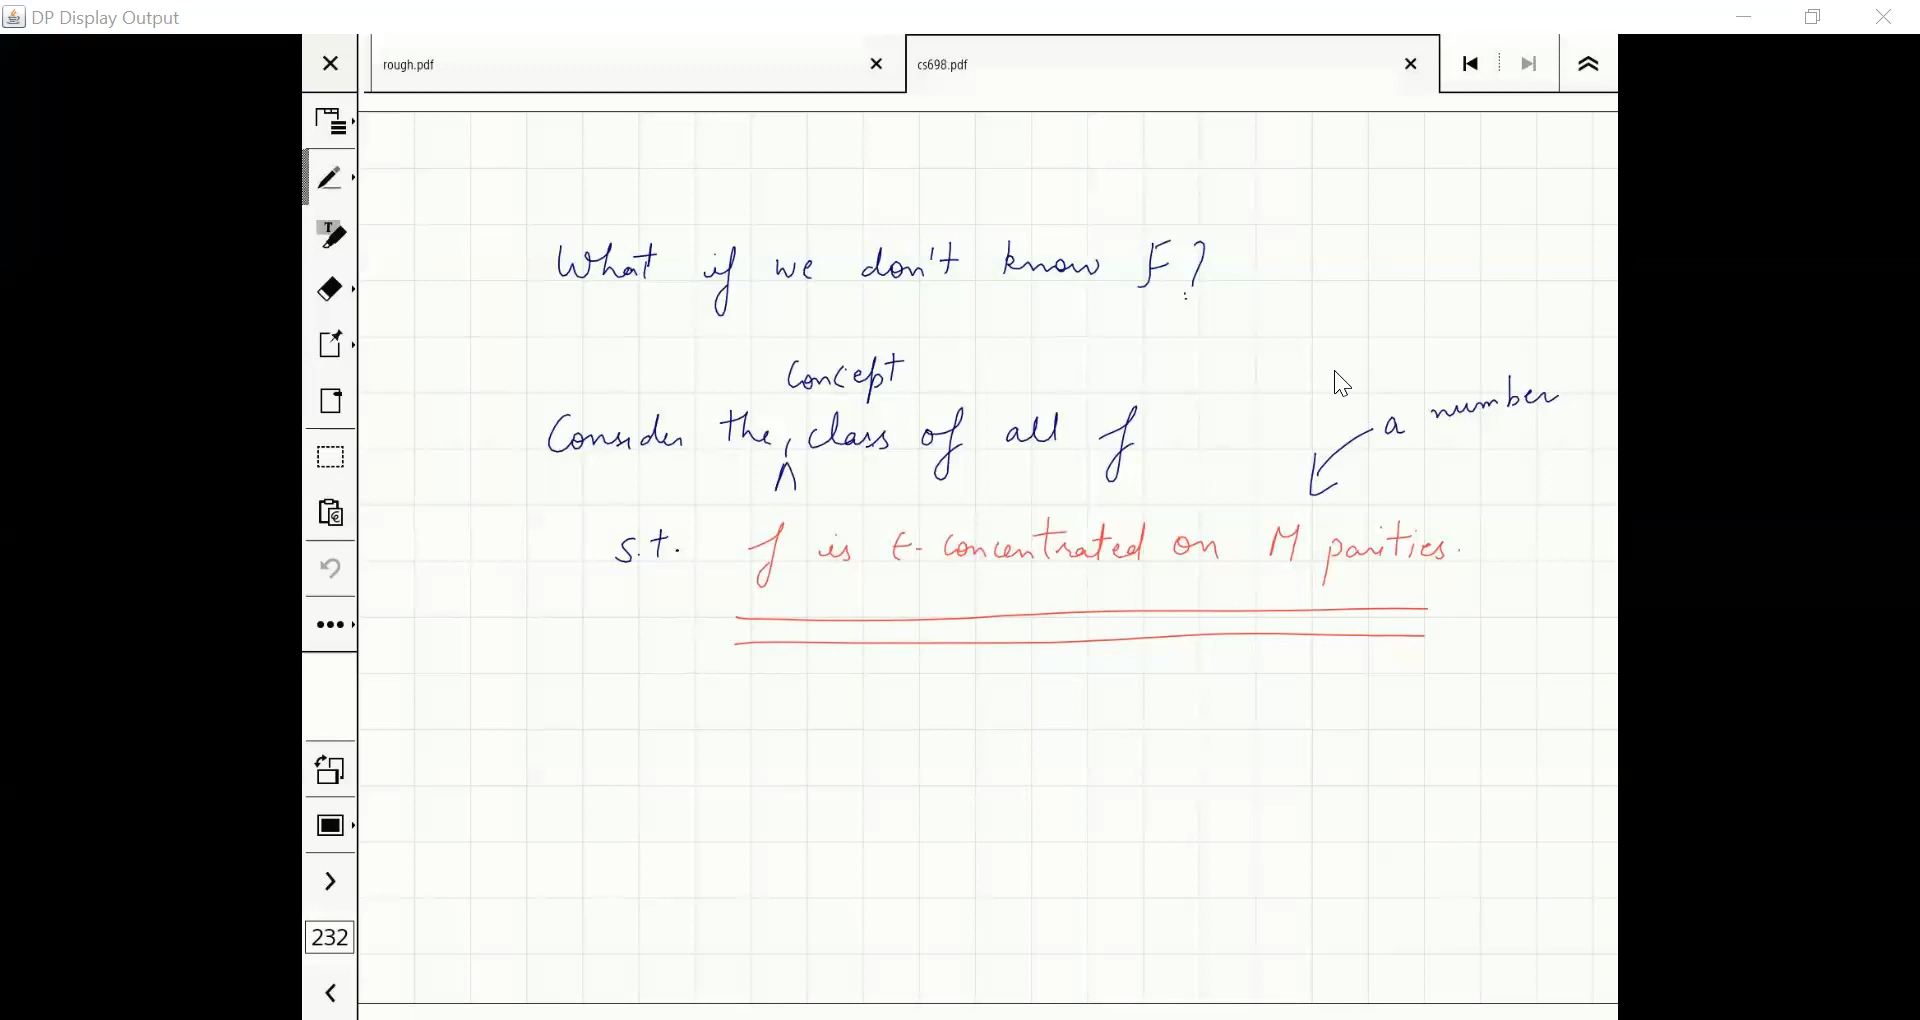 DP Display Output
rough.pdf
cs698.pdf
What if we don't know F?
Consider the concept class of all f
a number
s.t. f is ϵ-concentrated on M parities.
232